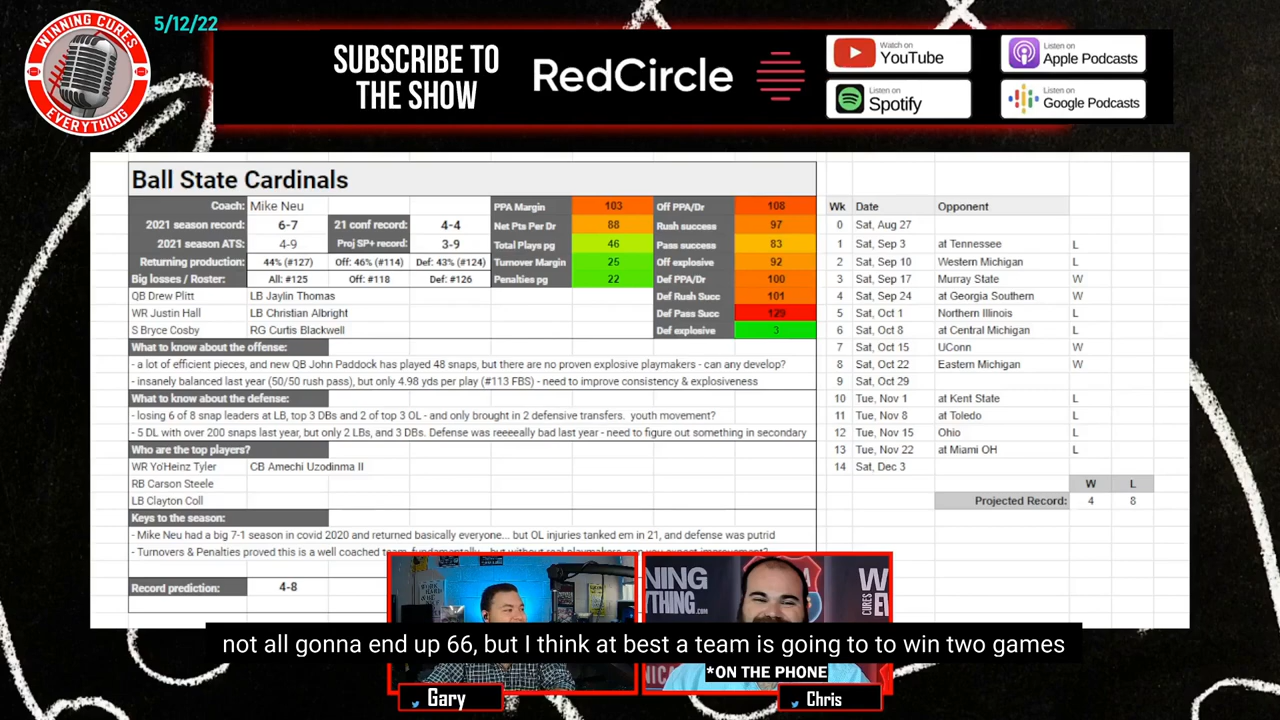 5/12/22
WINNING CURES
EVERYTHING
SUBSCRIBE TO
THE SHOW
RedCircle
Watch on
YouTube
Listen on
Spotify
Listen on
Apple Podcasts
Listen on
Google Podcasts
Ball State Cardinals
Coach: Mike Neu PPA Margin 103 Off PPA/Dr 108
2021 season record: 6-7 21 conf record: 4-4 Net Pts Per Dr 88 Rush success 97
2021 season ATS: 4-9 Proj SP+ record: 3-9 Total Plays pg 46 Pass success 83
Returning production: 44% (#127) Off: 46% (#114) Def: 43% (#124) Turnover Margin 25 Off explosive 92
Big losses / Roster: All: #125 Off: #118 Def: #126 Penalties pg 22 Def PPA/Dr 100
QB Drew Plitt LB Jaylin Thomas Def Rush Succ 101
WR Justin Hall LB Christian Albright Def Pass Succ 129
S Bryce Cosby RG Curtis Blackwell Def explosive 3
What to know about the offense:
- a lot of efficient pieces, and new QB John Paddock has played 48 snaps, but there are no proven explosive playmakers - can any develop?
- insanely balanced last year (50/50 rush pass), but only 4.98 yds per play (#113 FBS) - need to improve consistency & explosiveness
What to know about the defense:
- losing 6 of 8 snap leaders at LB, top 3 DBs and 2 of top 3 OL - and only brought in 2 defensive transfers. youth movement?
- 5 DL with over 200 snaps last year, but only 2 LBs, and 3 DBs. Defense was reeeeally bad last year - need to figure out something in secondary
Who are the top players?
WR Yo'Heinz Tyler CB Amechi Uzodinma II
RB Carson Steele
LB Clayton Coll
Keys to the season:
- Mike Neu had a big 7-1 season in covid 2020 and returned basically everyone... but OL injuries tanked em in 21, and defense was putrid
- Turnovers & Penalties proved this is a well coached team, fundamentally... but without real playmakers, can you expect improvement?
Record prediction: 4-8
Wk Date Opponent
0 Sat, Aug 27
1 Sat, Sep 3 at Tennessee L
2 Sat, Sep 10 Western Michigan L
3 Sat, Sep 17 Murray State W
4 Sat, Sep 24 at Georgia Southern W
5 Sat, Oct 1 Northern Illinois L
6 Sat, Oct 8 at Central Michigan L
7 Sat, Oct 15 UConn W
8 Sat, Oct 22 Eastern Michigan W
9 Sat, Oct 29
10 Tue, Nov 1 at Kent State L
11 Tue, Nov 8 at Toledo L
12 Tue, Nov 15 Ohio L
13 Tue, Nov 22 at Miami OH L
14 Sat, Dec 3
W L
Projected Record: 4 8
NING
YTHING
.COM
not all gonna end up 66, but I think at best a team is going to to win two games
*ON THE PHONE
Gary
Chris